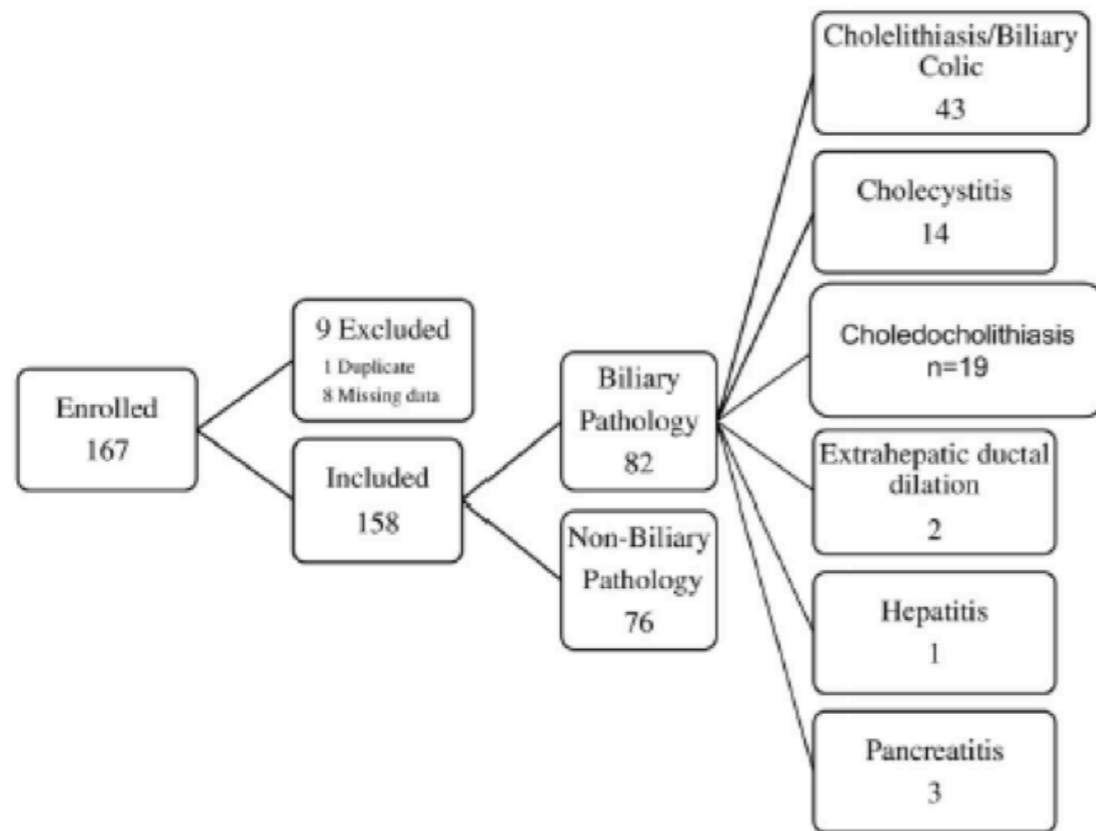 Enrolled
167
9 Excluded
1 Duplicate
8 Missing data
Included
158
Biliary
Pathology
82
Non-Biliary
Pathology
76
Cholelithiasis/Biliary
Colic
43
Cholecystitis
14
Choledocholithiasis
n=19
Extrahepatic ductal
dilation
2
Hepatitis
1
Pancreatitis
3